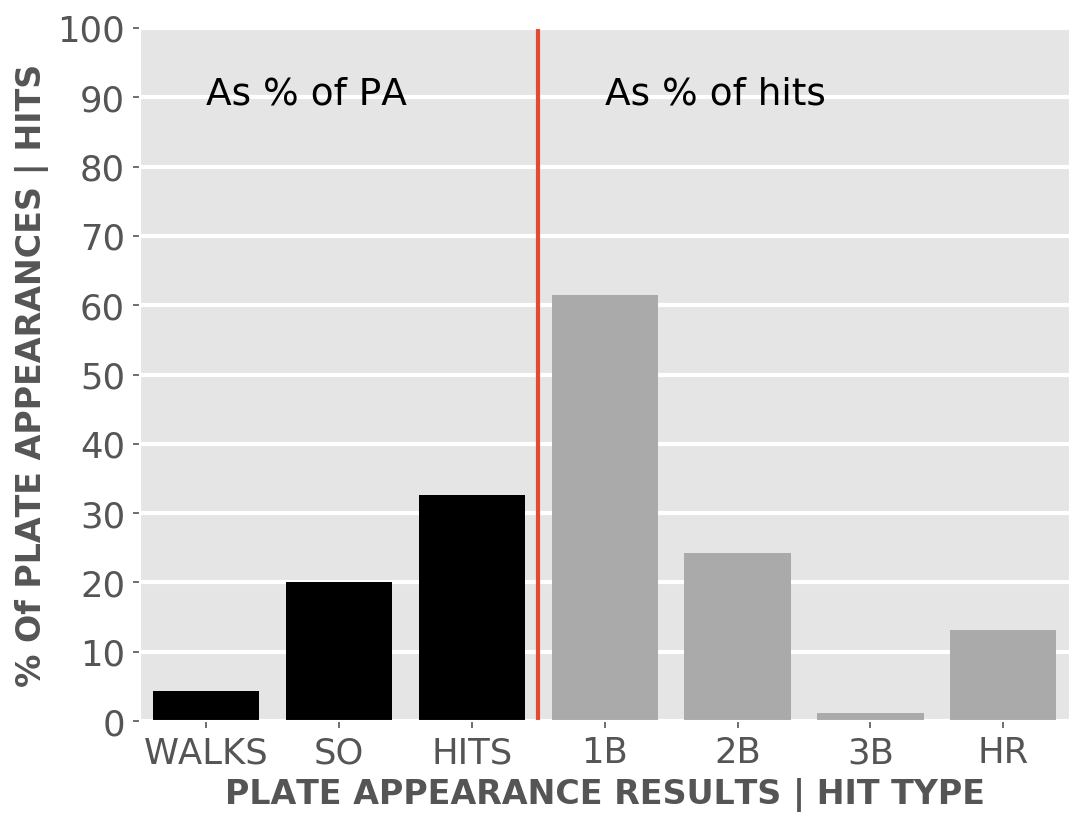 % Of PLATE APPEARANCES | HITS
100
90
80
70
60
50
40
30
20
10
0
As % of PA
As % of hits
WALKS SO HITS 1B 2B 3B HR
PLATE APPEARANCE RESULTS | HIT TYPE